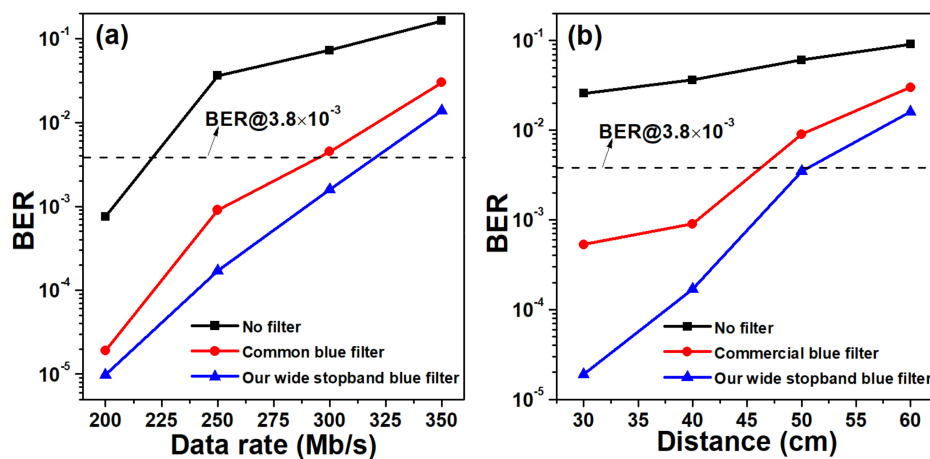 (a)
BER@3.8×10⁻³
10⁻¹
10⁻²
10⁻³
10⁻⁴
10⁻⁵
BER
No filter
Common blue filter
Our wide stopband blue filter
200 225 250 275 300 325 350
Data rate (Mb/s)
(b)
BER@3.8×10⁻³
10⁻¹
10⁻²
10⁻³
10⁻⁴
10⁻⁵
BER
No filter
Commercial blue filter
Our wide stopband blue filter
30 35 40 45 50 55 60
Distance (cm)